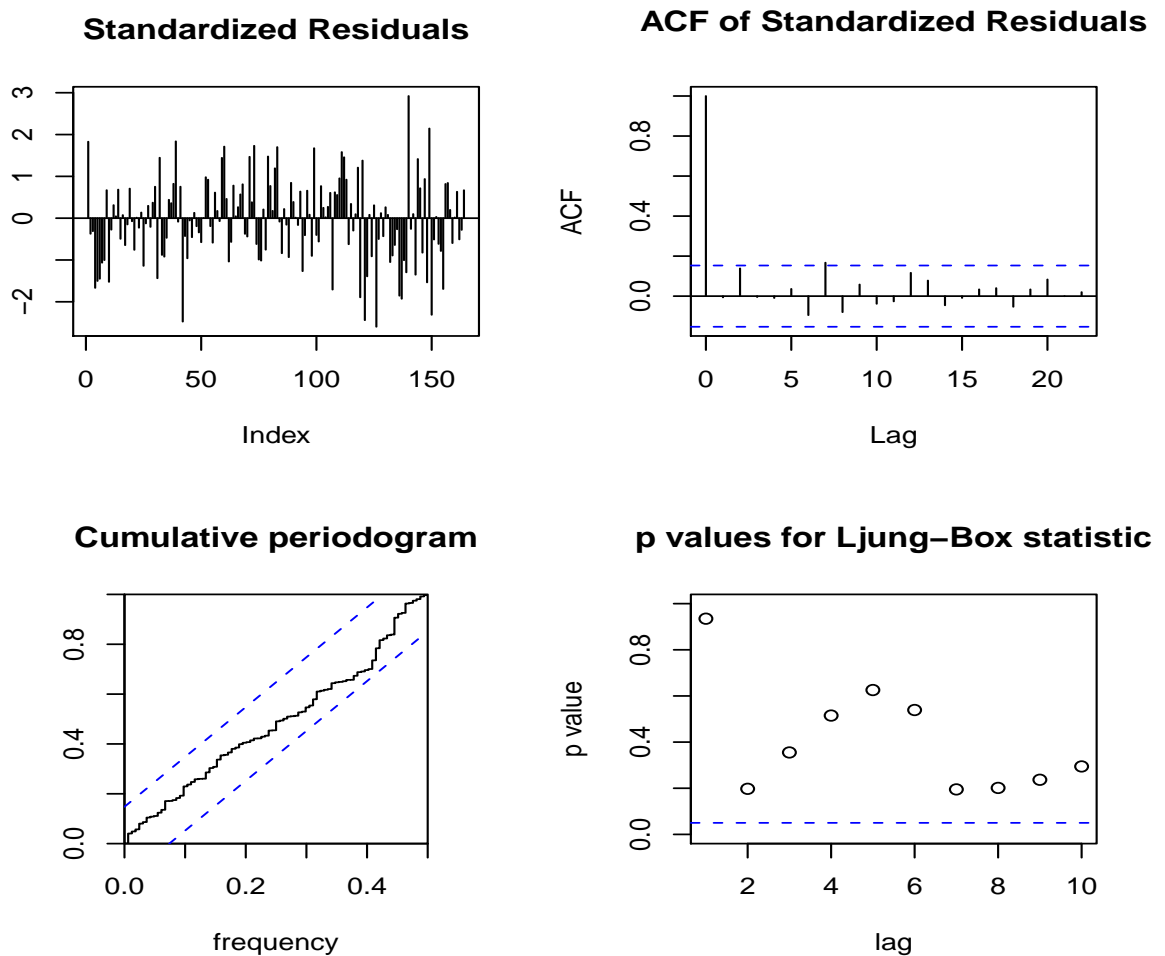 Standardized Residuals
3
2
1
0
−2
0 50 100 150
Index
ACF of Standardized Residuals
ACF
0.8
0.4
0.0
0 5 10 15 20
Lag
Cumulative periodogram
0.8
0.4
0.0
0.0 0.2 0.4
frequency
p values for Ljung−Box statistic
p value
0.8
0.4
0.0
2 4 6 8 10
lag